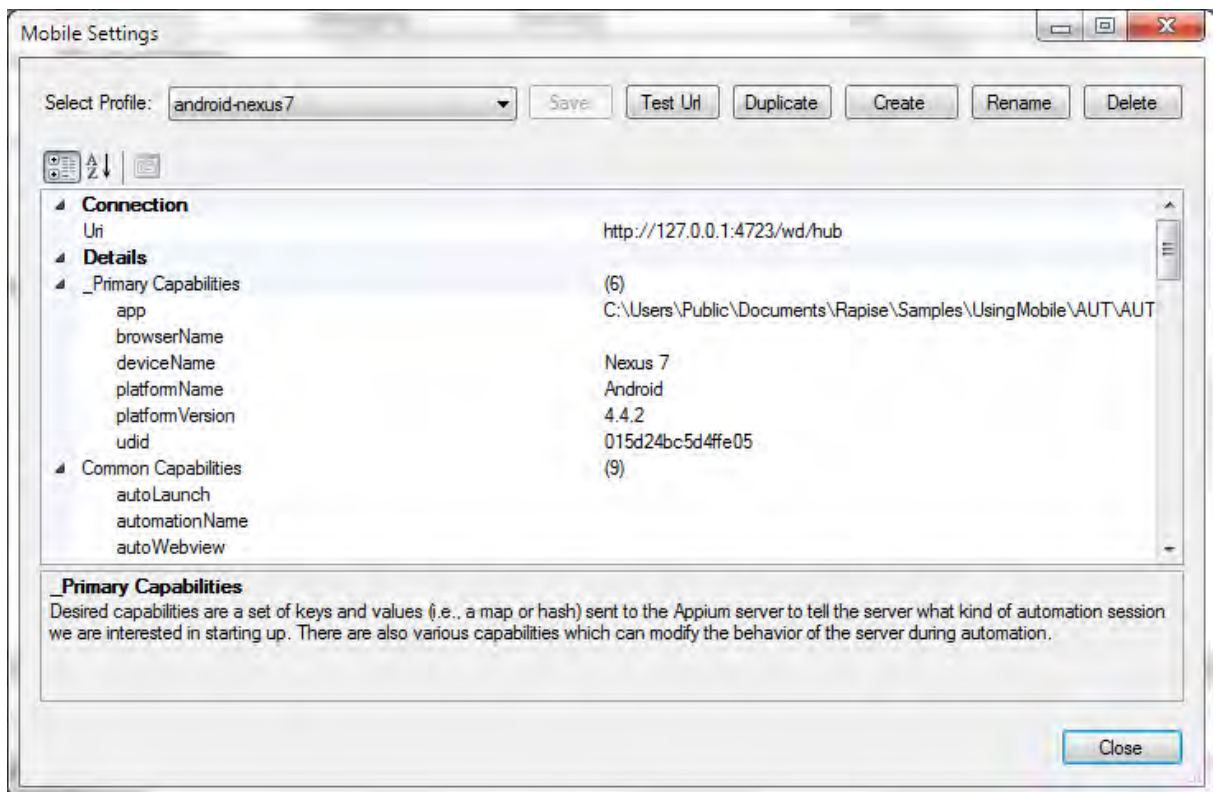 Mobile Settings
Select Profile: android-nexus7 Save Test Url Duplicate Create Rename Delete
Connection
Uri http://127.0.0.1:4723/wd/hub
Details
_Primary Capabilities (6)
app C:\Users\Public\Documents\Rapise\Samples\UsingMobile\AUT\AUT
browserName
deviceName Nexus 7
platformName Android
platformVersion 4.4.2
udid 015d24bc5d4ffe05
Common Capabilities (9)
autoLaunch
automationName
autoWebview
_Primary Capabilities
Desired capabilities are a set of keys and values (i.e., a map or hash) sent to the Appium server to tell the server what kind of automation session
we are interested in starting up. There are also various capabilities which can modify the behavior of the server during automation.
Close